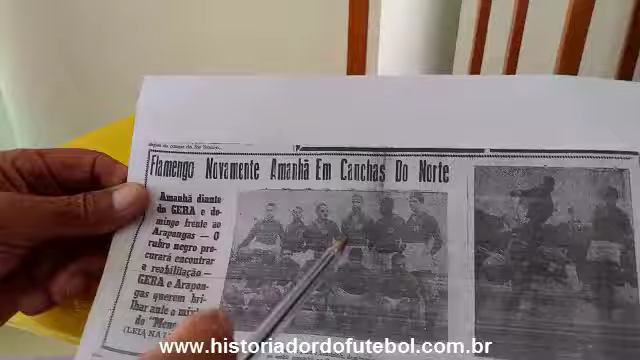 Flamengo Novamente Amanhã Em Canchas Do Norte
Amanhã diante
do GERA e do-
mingo frente ao
Arapongas — O
rubro negro pro-
curará encontrar
a reabilitação —
GERA e Arapon-
gas querem bri-
lhar ante o
do
www.historiadordofutebol.com.br